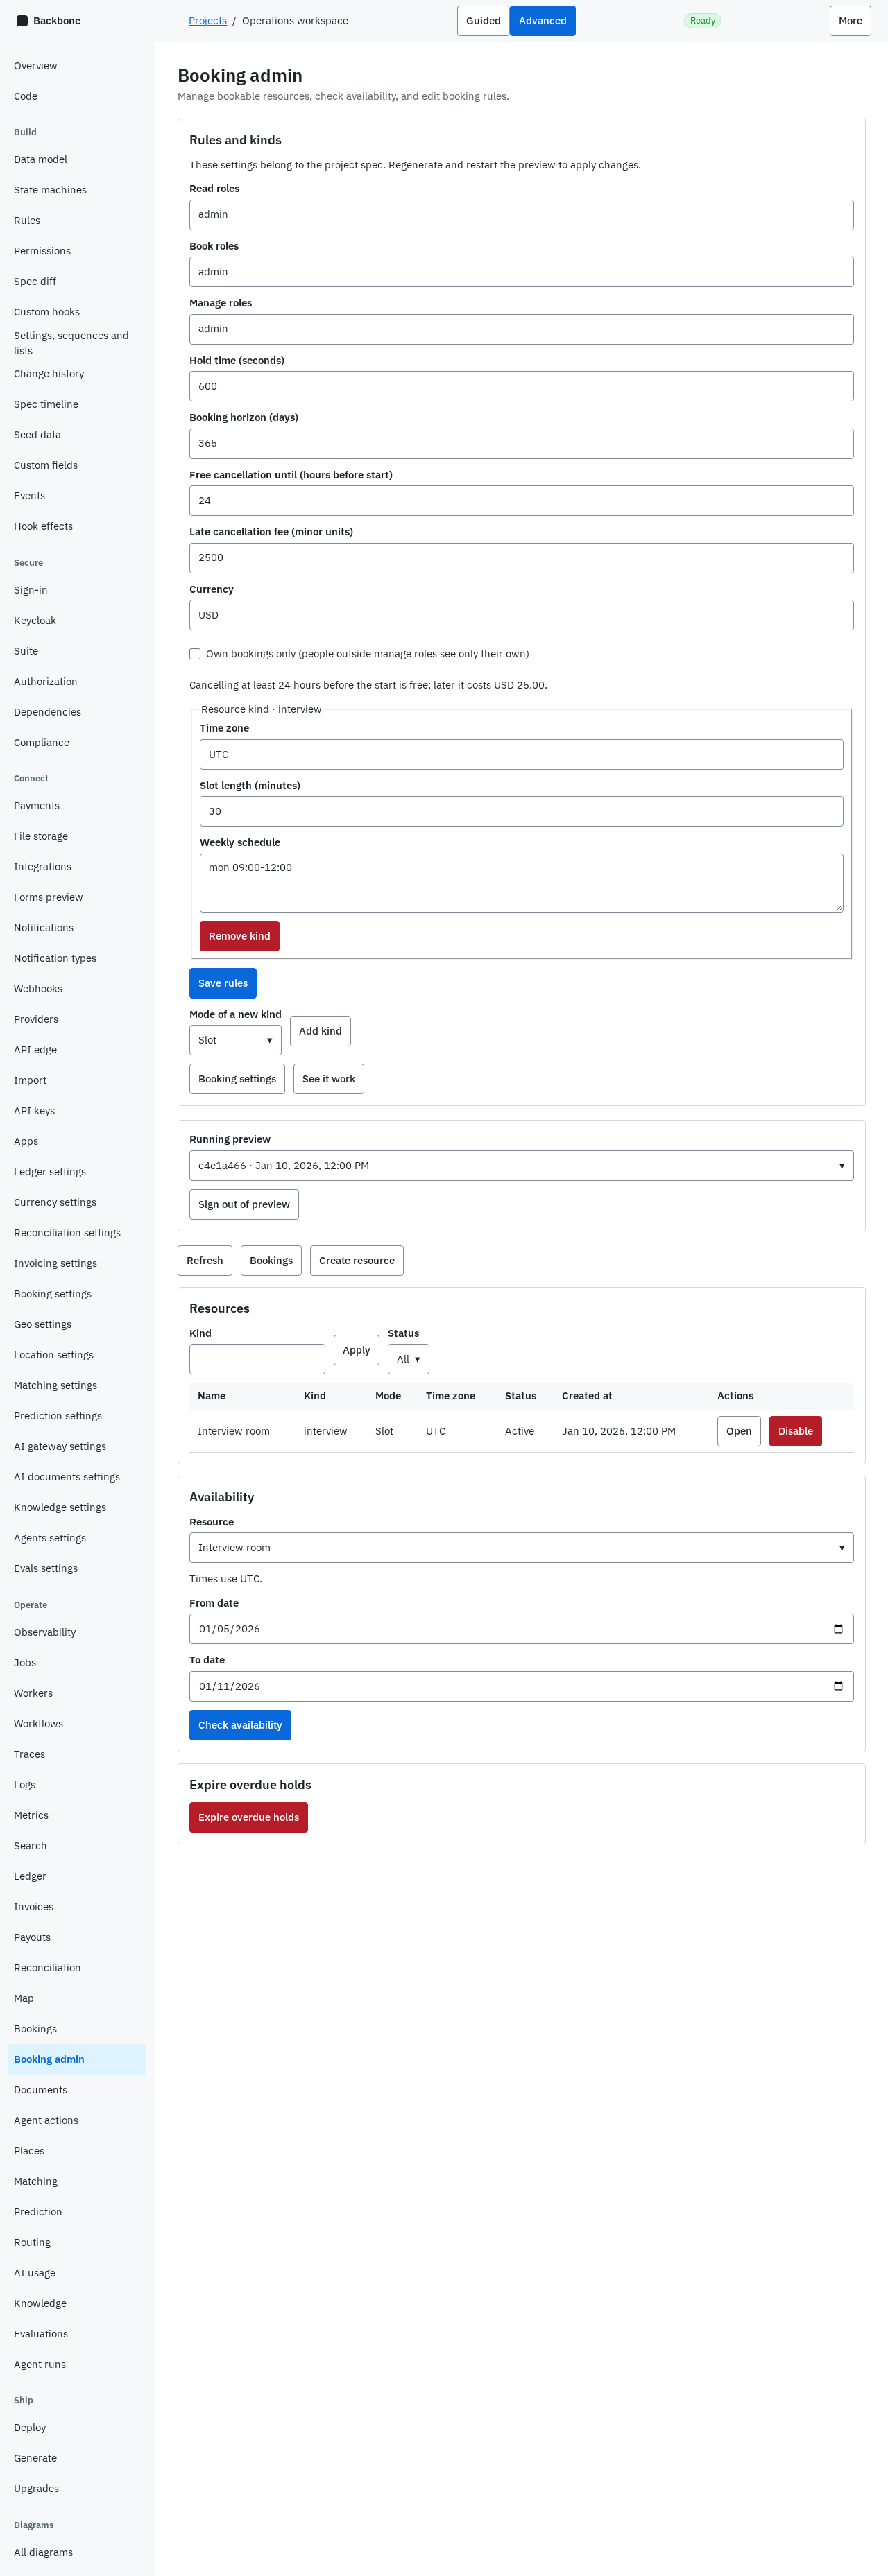 Backbone
Projects / Operations workspace
Guided
Advanced
Ready
More
Overview
Code
Build
Data model
State machines
Rules
Permissions
Spec diff
Custom hooks
Settings, sequences and
lists
Change history
Spec timeline
Seed data
Custom fields
Events
Hook effects
Secure
Sign-in
Keycloak
Suite
Authorization
Dependencies
Compliance
Connect
Payments
File storage
Integrations
Forms preview
Notifications
Notification types
Webhooks
Providers
API edge
Import
API keys
Apps
Ledger settings
Currency settings
Reconciliation settings
Invoicing settings
Booking settings
Geo settings
Location settings
Matching settings
Prediction settings
AI gateway settings
AI documents settings
Knowledge settings
Agents settings
Evals settings
Operate
Observability
Jobs
Workers
Workflows
Traces
Logs
Metrics
Search
Ledger
Invoices
Payouts
Reconciliation
Map
Bookings
Booking admin
Documents
Agent actions
Places
Matching
Prediction
Routing
AI usage
Knowledge
Evaluations
Agent runs
Ship
Deploy
Generate
Upgrades
Diagrams
All diagrams
Booking admin
Manage bookable resources, check availability, and edit booking rules.
Rules and kinds
These settings belong to the project spec. Regenerate and restart the preview to apply changes.
Read roles
admin
Book roles
admin
Manage roles
admin
Hold time (seconds)
600
Booking horizon (days)
365
Free cancellation until (hours before start)
24
Late cancellation fee (minor units)
2500
Currency
USD
Own bookings only (people outside manage roles see only their own)
Cancelling at least 24 hours before the start is free; later it costs USD 25.00.
Resource kind · interview
Time zone
UTC
Slot length (minutes)
30
Weekly schedule
mon 09:00-12:00
Remove kind
Save rules
Mode of a new kind
Slot
Add kind
Booking settings
See it work
Running preview
c4e1a466 · Jan 10, 2026, 12:00 PM
Sign out of preview
Refresh
Bookings
Create resource
Resources
Kind
Apply
Status
All
Name Kind Mode Time zone Status Created at Actions
Interview room interview Slot UTC Active Jan 10, 2026, 12:00 PM Open Disable
Availability
Resource
Interview room
Times use UTC.
From date
01/05/2026
To date
01/11/2026
Check availability
Expire overdue holds
Expire overdue holds